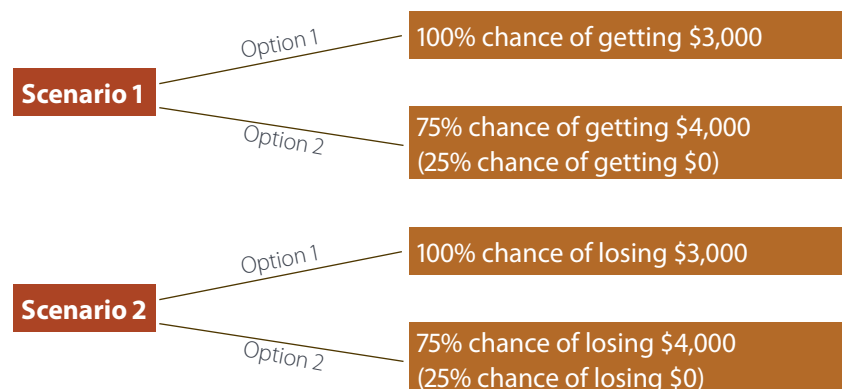 Option 1
100% chance of getting $3,000
Scenario 1
Option 2
75% chance of getting $4,000
(25% chance of getting $0)
Option 1
100% chance of losing $3,000
Scenario 2
Option 2
75% chance of losing $4,000
(25% chance of losing $0)